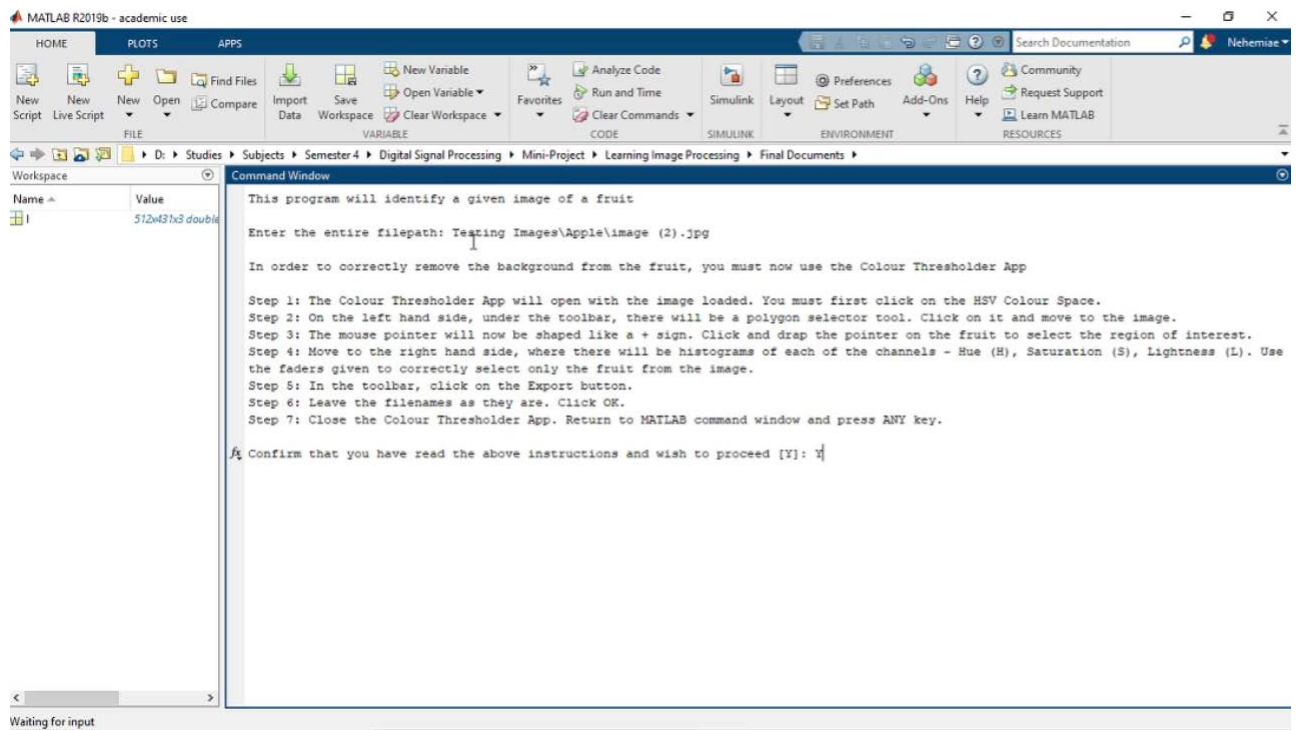 MATLAB R2019b - academic use
HOME PLOTS APPS
Search Documentation
Nehemiae
New Script
New Live Script
New
Open
Find Files
Compare
FILE
Import Data
Save Workspace
New Variable
Open Variable
Clear Workspace
VARIABLE
Favorites
Analyze Code
Run and Time
Clear Commands
CODE
Simulink
SIMULINK
Layout
Preferences
Set Path
Add-Ons
ENVIRONMENT
Help
Community
Request Support
Learn MATLAB
RESOURCES
D: Studies Subjects Semester 4 Digital Signal Processing Mini-Project Learning Image Processing Final Documents
Workspace
Name Value
I 512x431x3 double
Command Window
This program will identify a given image of a fruit
Enter the entire filepath: Testing Images\Apple\image (2).jpg
In order to correctly remove the background from the fruit, you must now use the Colour Thresholder App
Step 1: The Colour Thresholder App will open with the image loaded. You must first click on the HSV Colour Space.
Step 2: On the left hand side, under the toolbar, there will be a polygon selector tool. Click on it and move to the image.
Step 3: The mouse pointer will now be shaped like a + sign. Click and drap the pointer on the fruit to select the region of interest.
Step 4: Move to the right hand side, where there will be histograms of each of the channels - Hue (H), Saturation (S), Lightness (L). Use
the faders given to correctly select only the fruit from the image.
Step 5: In the toolbar, click on the Export button.
Step 6: Leave the filenames as they are. Click OK.
Step 7: Close the Colour Thresholder App. Return to MATLAB command window and press ANY key.
fx Confirm that you have read the above instructions and wish to proceed [Y]: Y
Waiting for input